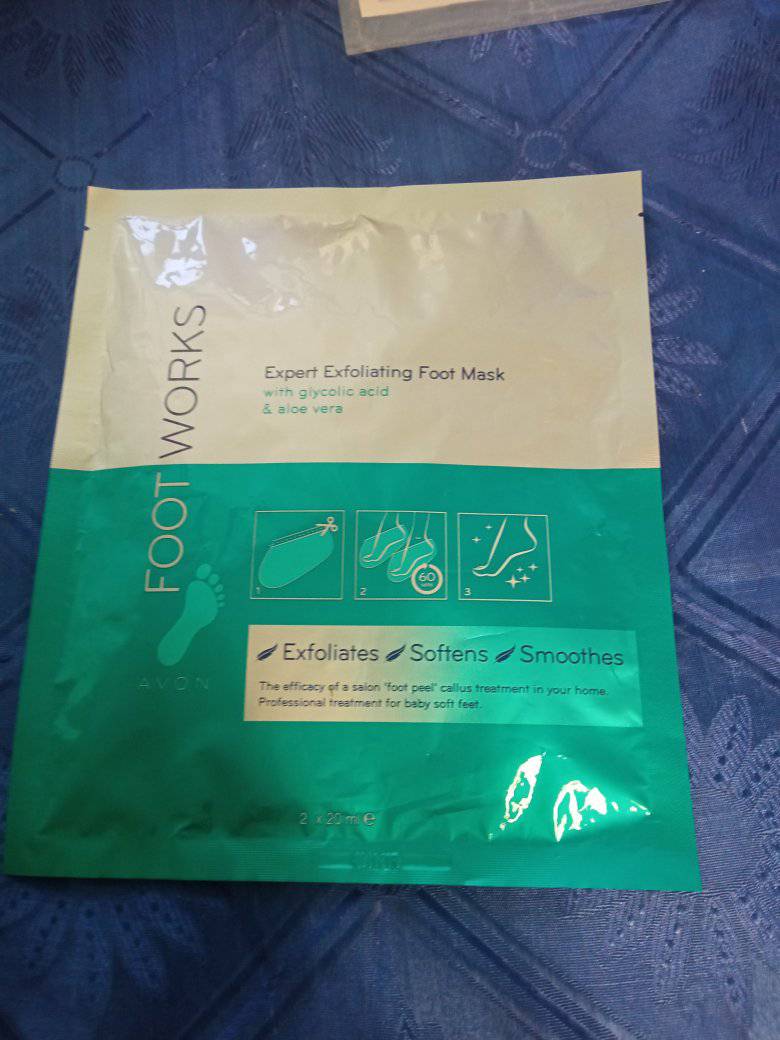 FOOT WORKS
Expert Exfoliating Foot Mask
with glycolic acid
& aloe vera
1
2
60
3
Exfoliates Softens Smoothes
The efficacy of a salon "foot peel" callus treatment in your home.
Professional treatment for baby soft feet.
AVON
2 x 20 ml e